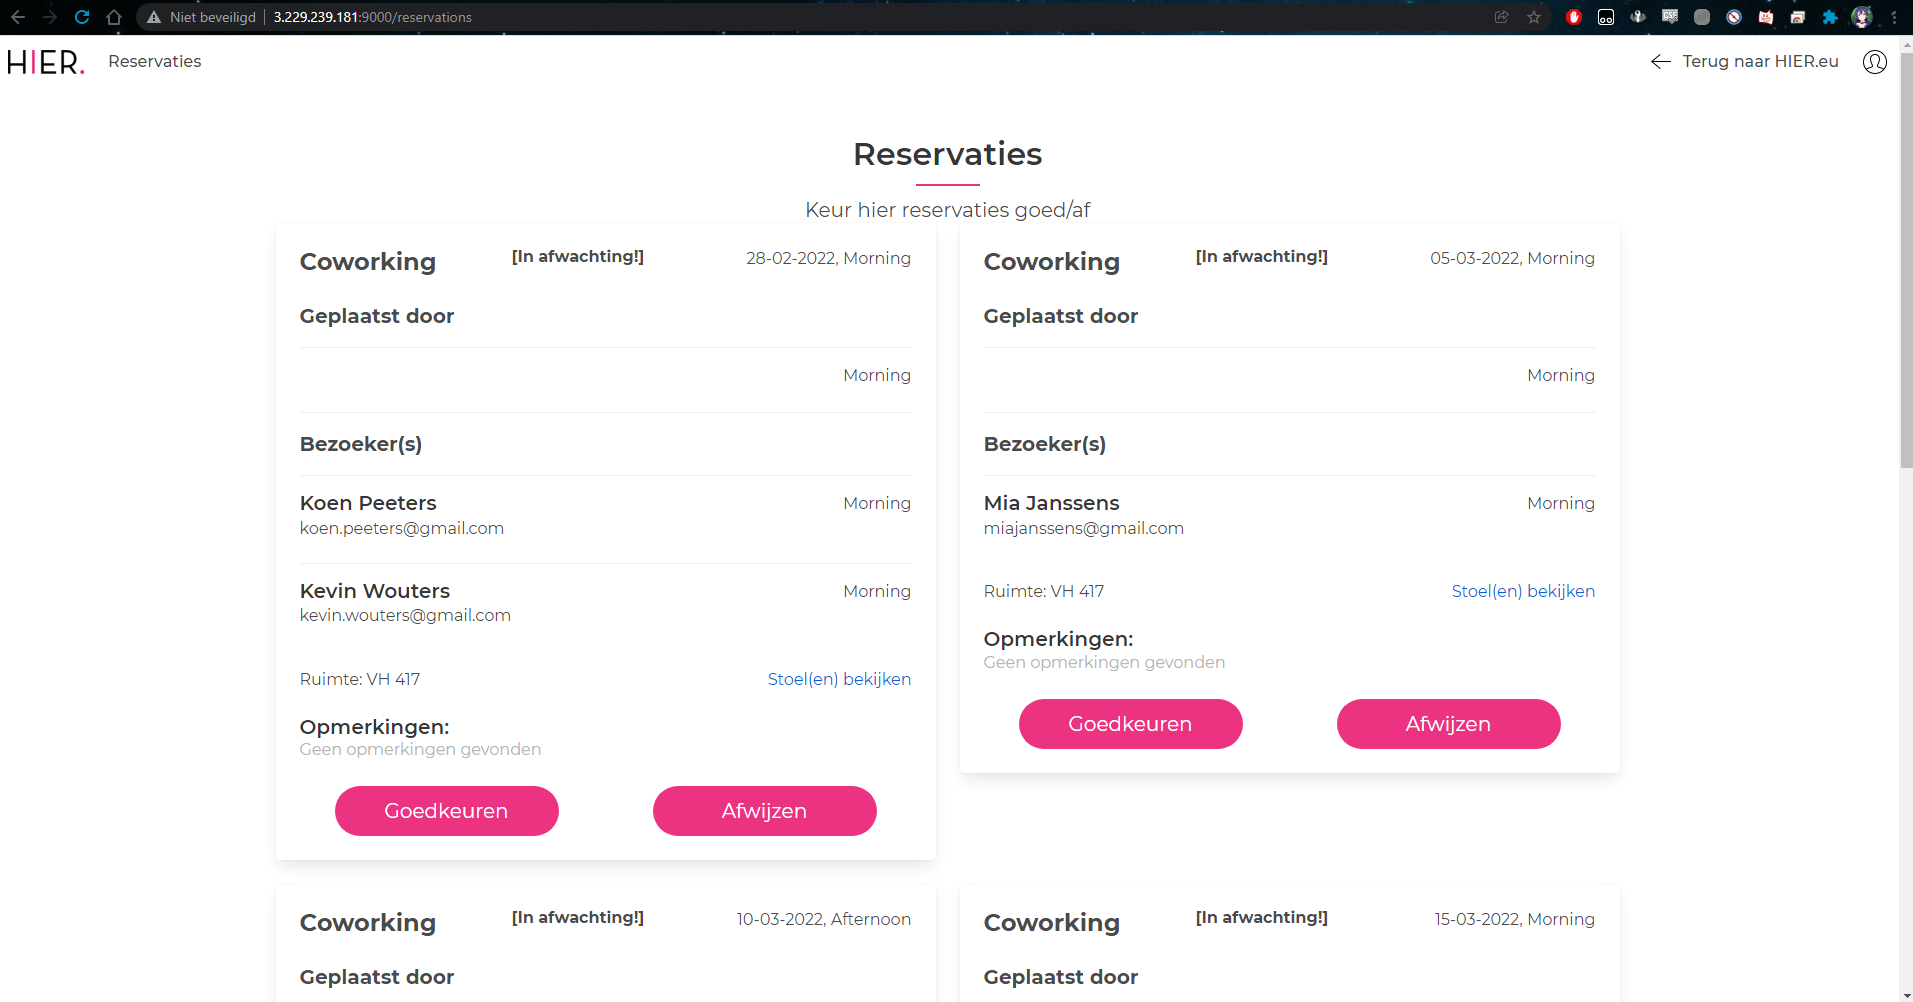 Niet beveiligd | 3.229.239.181:9000/reservations
HIER. Reservaties
Terug naar HIER.eu
Reservaties
Keur hier reservaties goed/af
Coworking [In afwachting!] 28-02-2022, Morning
Geplaatst door
Morning
Bezoeker(s)
Koen Peeters Morning
koen.peeters@gmail.com
Kevin Wouters Morning
kevin.wouters@gmail.com
Ruimte: VH 417 Stoel(en) bekijken
Opmerkingen:
Geen opmerkingen gevonden
Goedkeuren Afwijzen
Coworking [In afwachting!] 05-03-2022, Morning
Geplaatst door
Morning
Bezoeker(s)
Mia Janssens Morning
miajanssens@gmail.com
Ruimte: VH 417 Stoel(en) bekijken
Opmerkingen:
Geen opmerkingen gevonden
Goedkeuren Afwijzen
Coworking [In afwachting!] 10-03-2022, Afternoon
Geplaatst door
Coworking [In afwachting!] 15-03-2022, Morning
Geplaatst door